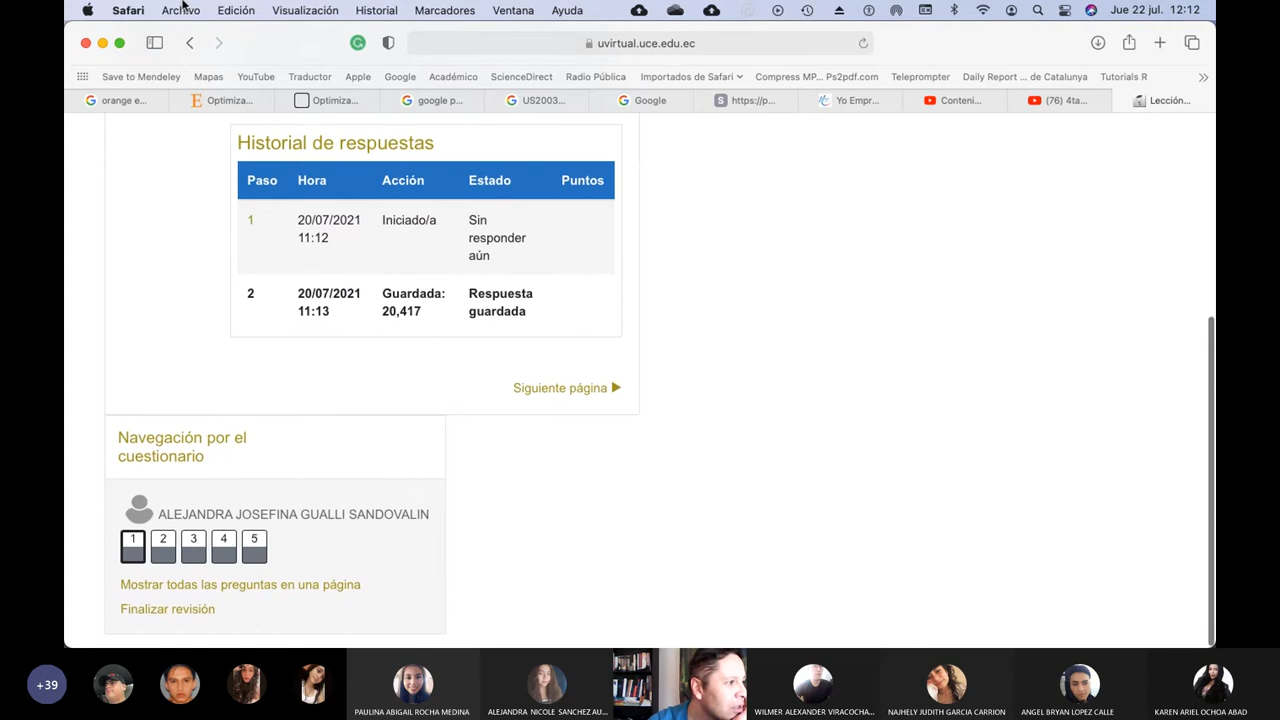 Safari Archivo Edición Visualización Historial Marcadores Ventana Ayuda Jue 22 jul. 12:12
uvirtual.uce.edu.ec
Save to Mendeley Mapas YouTube Traductor Apple Google Académico ScienceDirect Radio Pública Importados de Safari Compress MP... Ps2pdf.com Teleprompter Daily Report ... de Catalunya Tutorials R
orange e... Optimiza... Optimiza... google p... US2003... Google https://p... Yo Empr... Conteni... (76) 4ta... Lección...
Historial de respuestas
Paso Hora Acción Estado Puntos
1 20/07/2021 Iniciado/a Sin
11:12 responder
aún
2 20/07/2021 Guardada: Respuesta
11:13 20,417 guardada
Siguiente página ▶
Navegación por el
cuestionario
ALEJANDRA JOSEFINA GUALLI SANDOVALIN
1 2 3 4 5
Mostrar todas las preguntas en una página
Finalizar revisión
+39
PAULINA ABIGAIL ROCHA MEDINA ALEJANDRA NICOLE SANCHEZ AU... WILMER ALEXANDER VIRACOCHA... NAJHELY JUDITH GARCIA CARRION ANGEL BRYAN LOPEZ CALLE KAREN ARIEL OCHOA ABAD